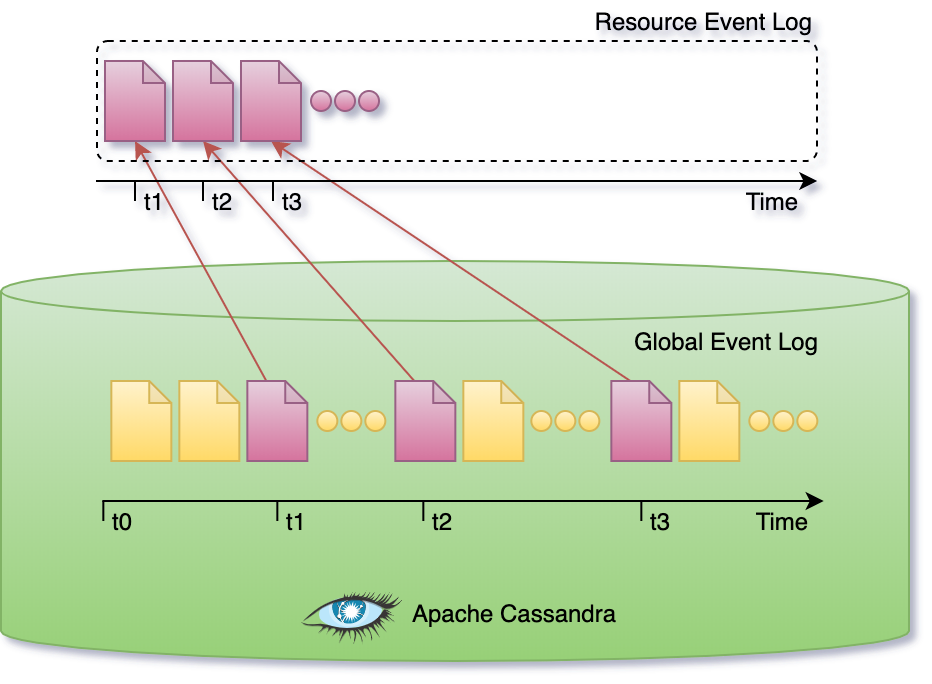 Resource Event Log
t1 t2 t3 Time
Global Event Log
t0 t1 t2 t3 Time
Apache Cassandra